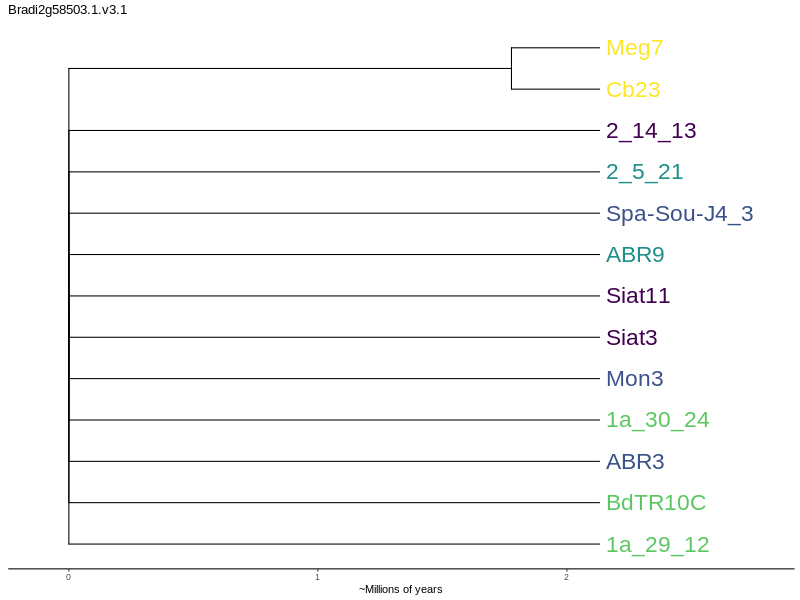 Bradi2g58503.1.v3.1
Meg7
Cb23
2_14_13
2_5_21
Spa-Sou-J4_3
ABR9
Siat11
Siat3
Mon3
1a_30_24
ABR3
BdTR10C
1a_29_12
0 1 2
~Millions of years